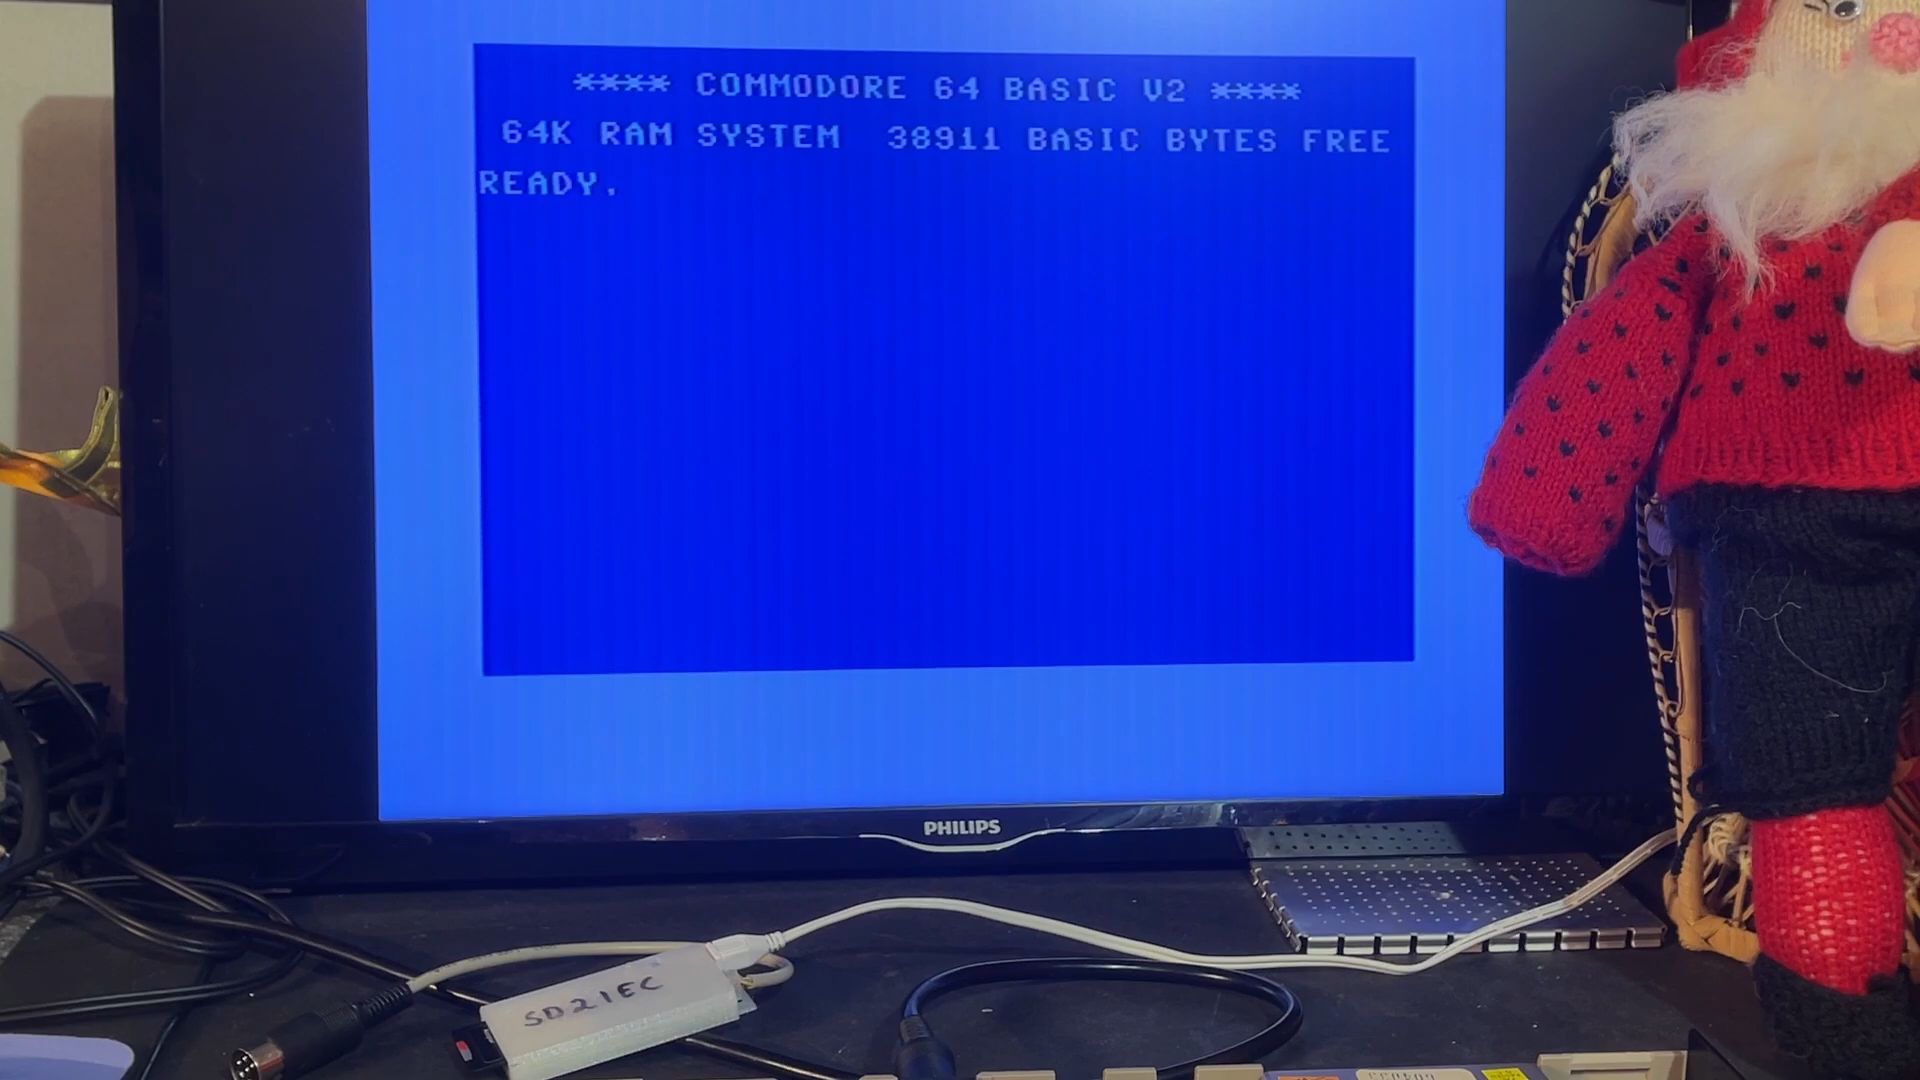 **** COMMODORE 64 BASIC V2 ****
64K RAM SYSTEM  38911 BASIC BYTES FREE
READY.
PHILIPS
SD2IEC